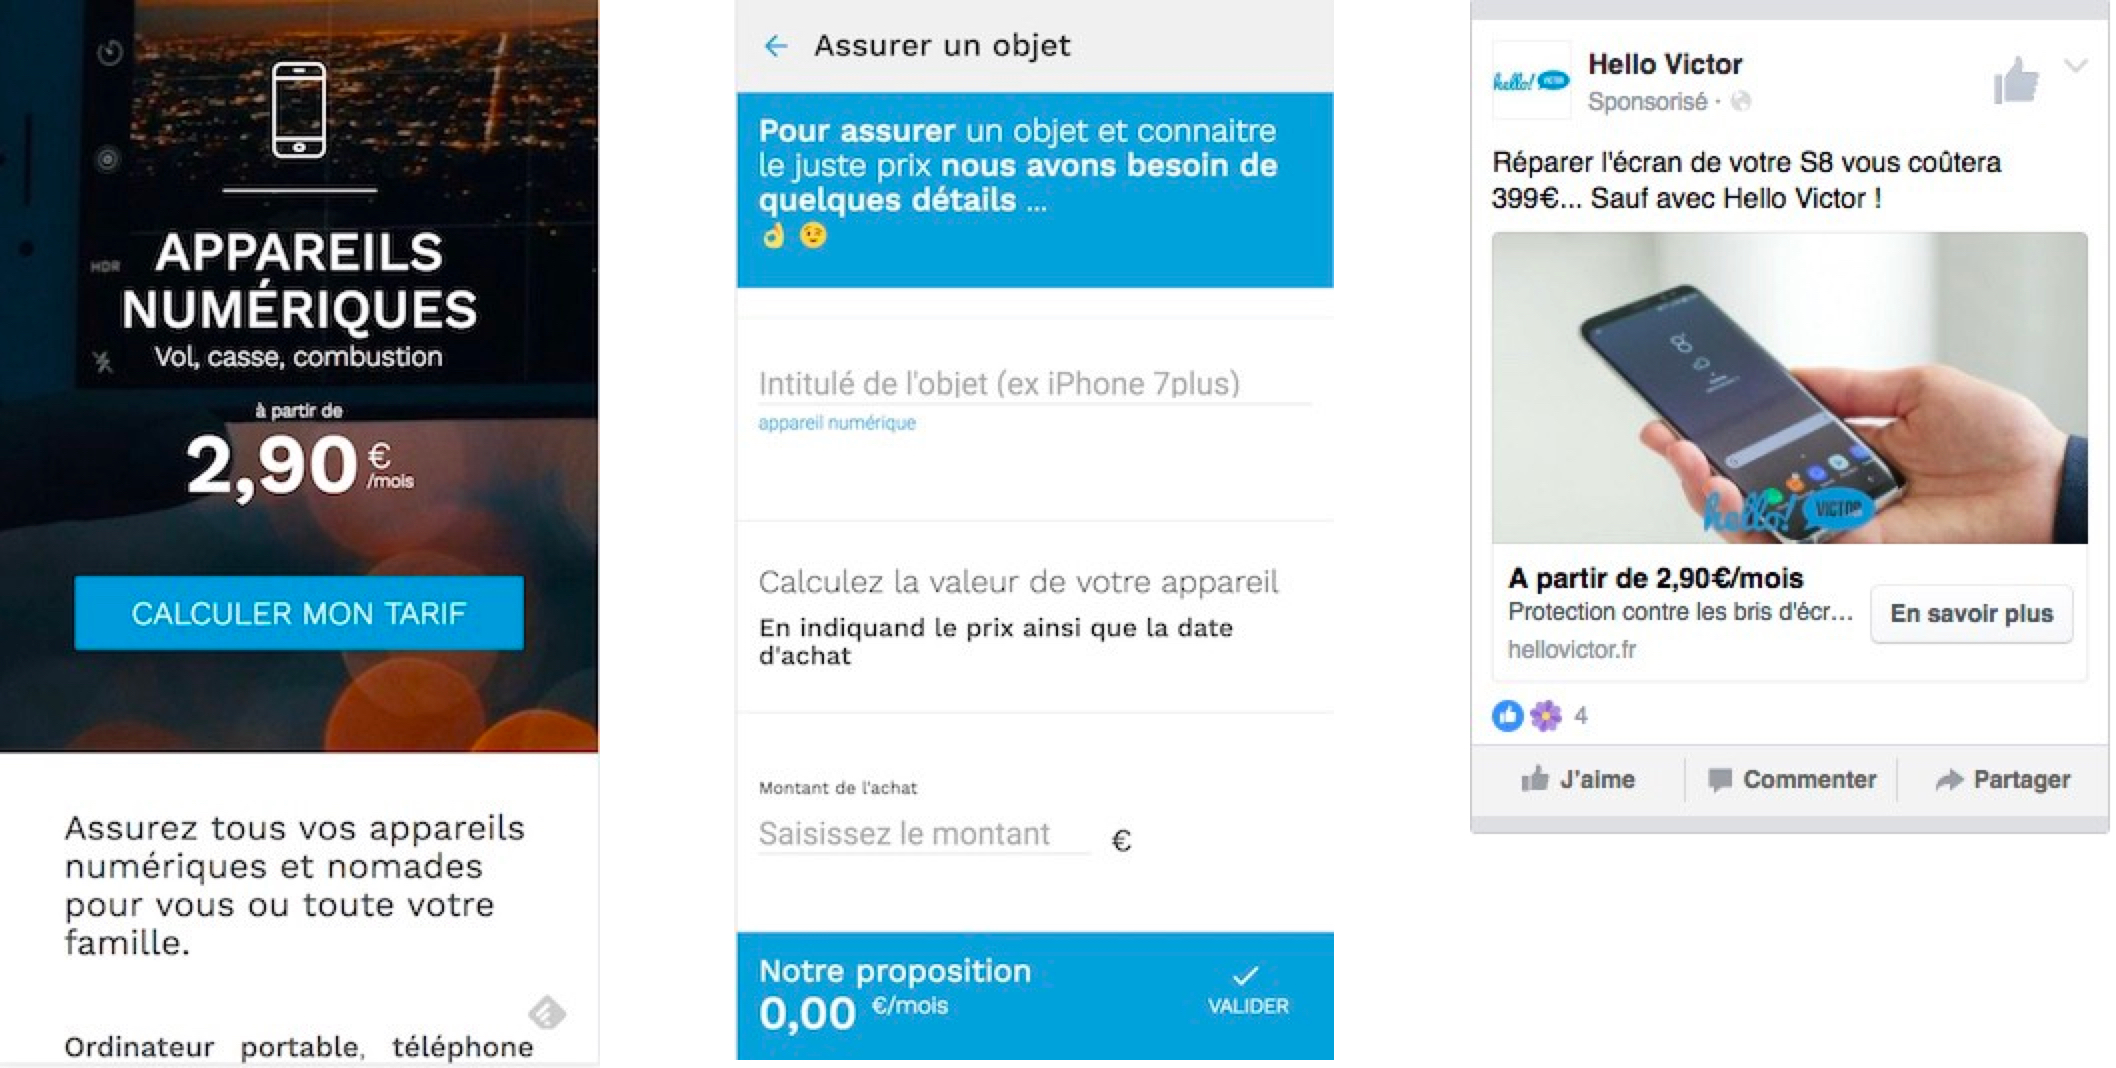 HDR
APPAREILS
NUMÉRIQUES
Vol, casse, combustion
à partir de
2,90 €
/mois
CALCULER MON TARIF
Assurez tous vos appareils
numériques et nomades
pour vous ou toute votre
famille.
Ordinateur portable, téléphone
Assurer un objet
Pour assurer un objet et connaitre
le juste prix nous avons besoin de
quelques détails ...
Intitulé de l'objet (ex iPhone 7plus)
appareil numérique
Calculez la valeur de votre appareil
En indiquand le prix ainsi que la date
d'achat
Montant de l'achat
Saisissez le montant €
Notre proposition
0,00 €/mois
VALIDER
hello! VICTOR
Hello Victor
Sponsorisé ·
Réparer l'écran de votre S8 vous coûtera
399€... Sauf avec Hello Victor !
hello! VICTOR
A partir de 2,90€/mois
Protection contre les bris d'écr...
hellovictor.fr
En savoir plus
4
J'aime
Commenter
Partager